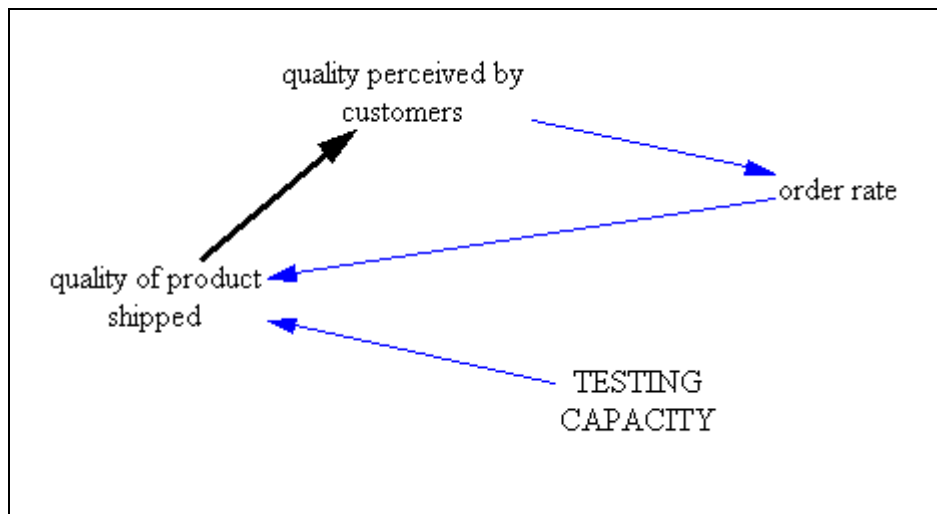 quality perceived by
customers
order rate
quality of product
shipped
TESTING
CAPACITY